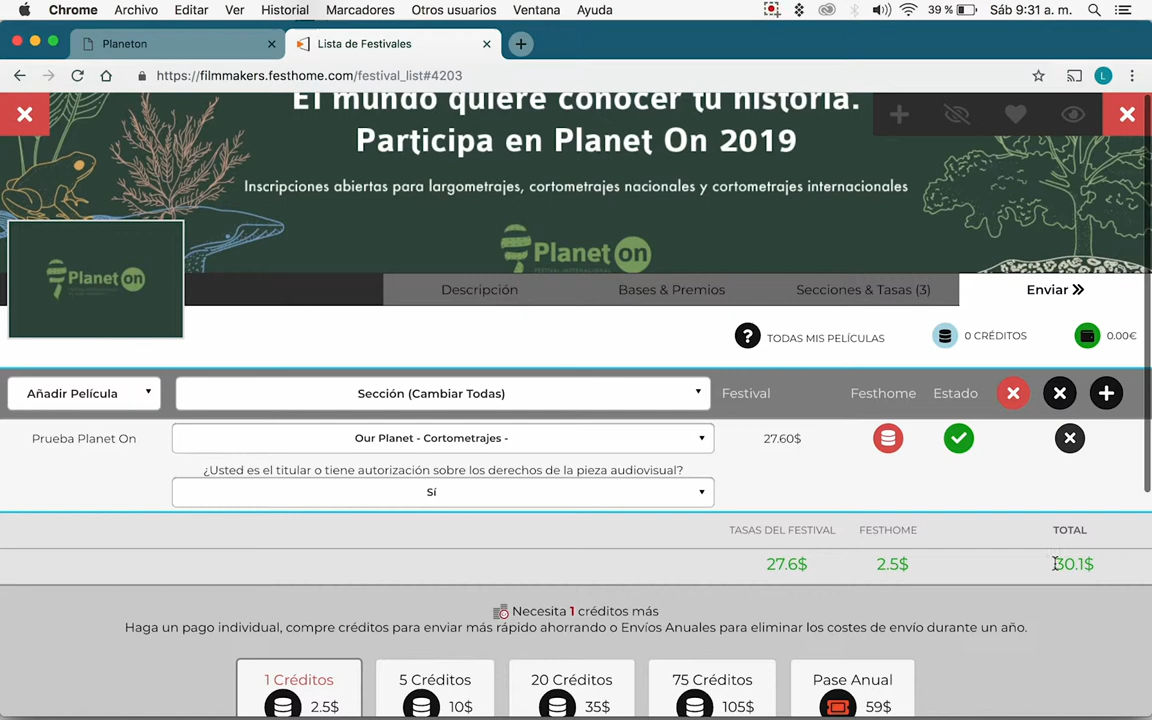 Chrome Archivo Editar Ver Historial Marcadores Otros usuarios Ventana Ayuda 39 % Sáb 9:31 a. m.
Planeton Lista de Festivales
https://filmmakers.festhome.com/festival_list#4203 L
El mundo quiere conocer tu historia.
Participa en Planet On 2019
Inscripciones abiertas para largometrajes, cortometrajes nacionales y cortometrajes internacionales
Planet on
Planet on
Descripción Bases & Premios Secciones & Tasas (3) Enviar
? TODAS MIS PELÍCULAS 0 CRÉDITOS 0.00€
Añadir Película Sección (Cambiar Todas) Festival Festhome Estado
Prueba Planet On Our Planet - Cortometrajes - 27.60$
¿Usted es el titular o tiene autorización sobre los derechos de la pieza audiovisual?
Sí
TASAS DEL FESTIVAL FESTHOME TOTAL
27.6$ 2.5$ 30.1$
Necesita 1 créditos más
Haga un pago individual, compre créditos para enviar más rápido ahorrando o Envíos Anuales para eliminar los costes de envío durante un año.
1 Créditos 5 Créditos 20 Créditos 75 Créditos Pase Anual
2.5$ 10$ 35$ 105$ 59$